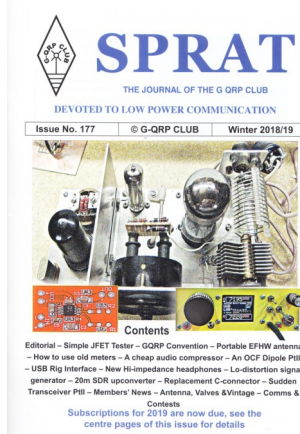 G-QRP CLUB
SPRAT
THE JOURNAL OF THE G QRP CLUB
DEVOTED TO LOW POWER COMMUNICATION
Issue No. 177
© G-QRP CLUB
Winter 2018/19
Contents
Editorial – Simple JFET Tester – GQRP Convention – Portable EFHW antenna
– How to use old meters – A cheap audio compressor – An OCF Dipole PtII
– USB Rig Interface – New Hi-impedance headphones – Lo-distortion signal
generator – 20m SDR upconverter – Replacement C-connector – Sudden
Transceiver PtII – Members' News – Antenna, Valves &Vintage – Comms &
Contests
Subscriptions for 2019 are now due, see the
centre pages of this issue for details